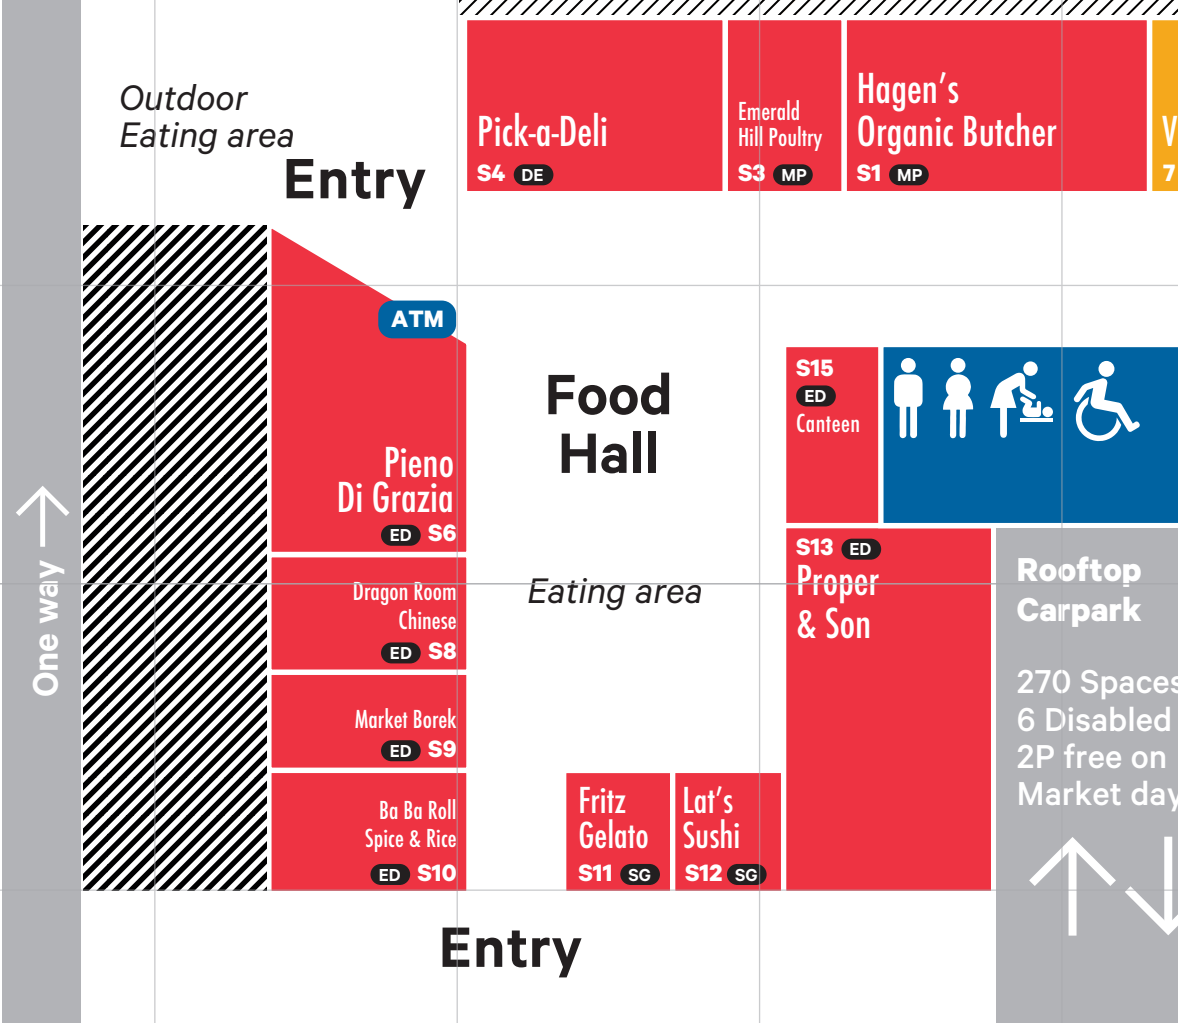 Outdoor
Eating area
Entry
Pick-a-Deli
S4 DE
Emerald
Hill Poultry
S3 MP
Hagen's
Organic Butcher
S1 MP
V
7
ATM
Pieno
Di Grazia
ED S6
Food
Hall
S15
ED
Canteen
One way
Dragon Room
Chinese
ED S8
Eating area
S13 ED
Proper
& Son
Rooftop
Carpark
270 Spaces
6 Disabled
2P free on
Market day
Market Borek
ED S9
Ba Ba Roll
Spice & Rice
ED S10
Fritz
Gelato
S11 SG
Lat's
Sushi
S12 SG
Entry